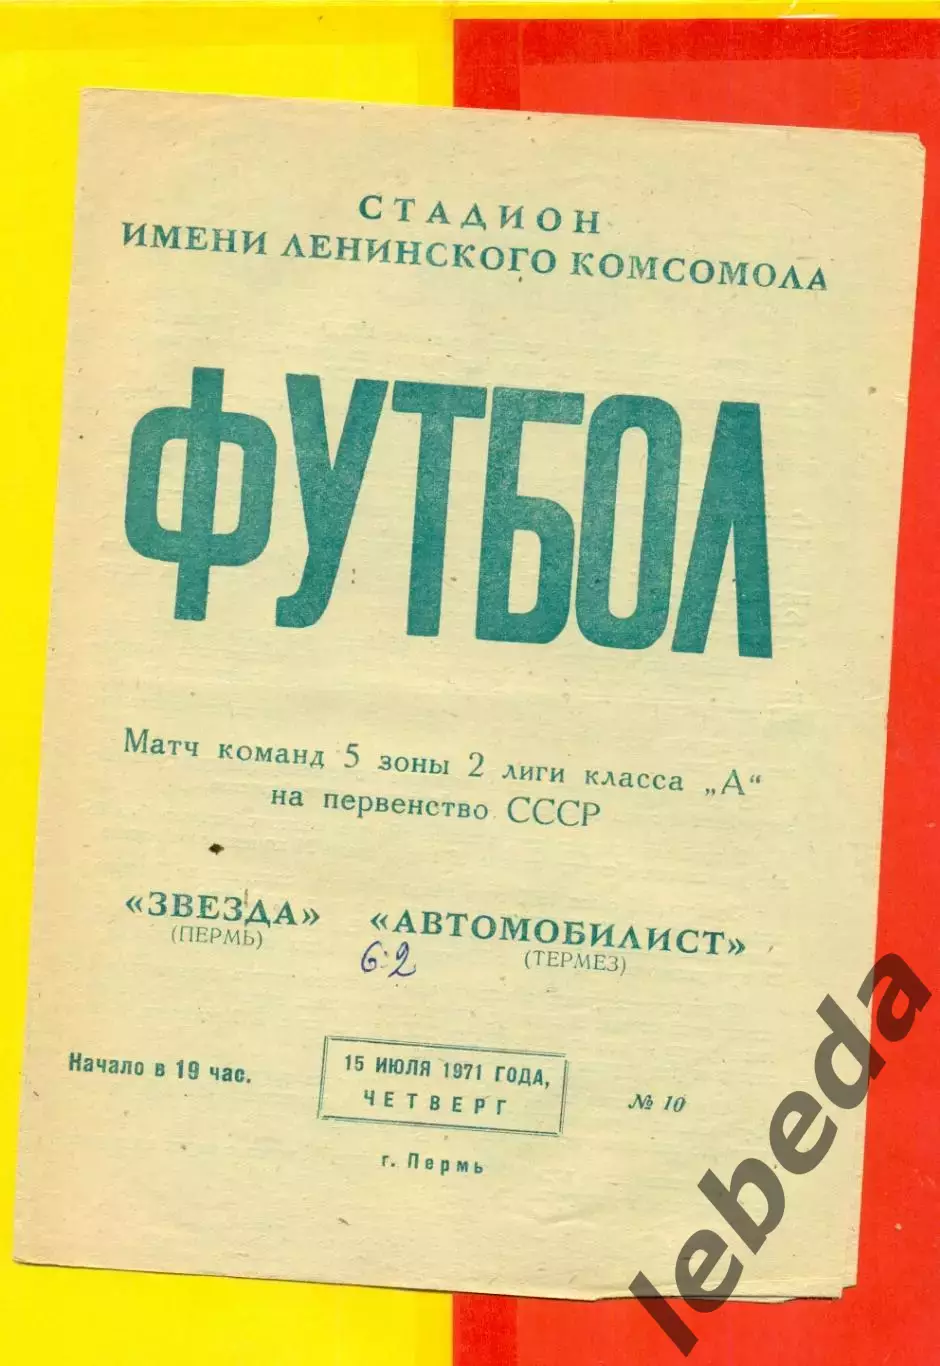 СТАДИОН
ИМЕНИ ЛЕНИНСКОГО КОМСОМОЛА
ФУТБОЛ
Матч команд 5 зоны 2 лиги класса „А“
на первенство СССР
«ЗВЕЗДА» «АВТОМОБИЛИСТ»
(ПЕРМЬ) 6:2 (ТЕРМЕЗ)
Начало в 19 час.
15 ИЮЛЯ 1971 ГОДА,
ЧЕТВЕРГ
№ 10
г. Пермь
lebeda